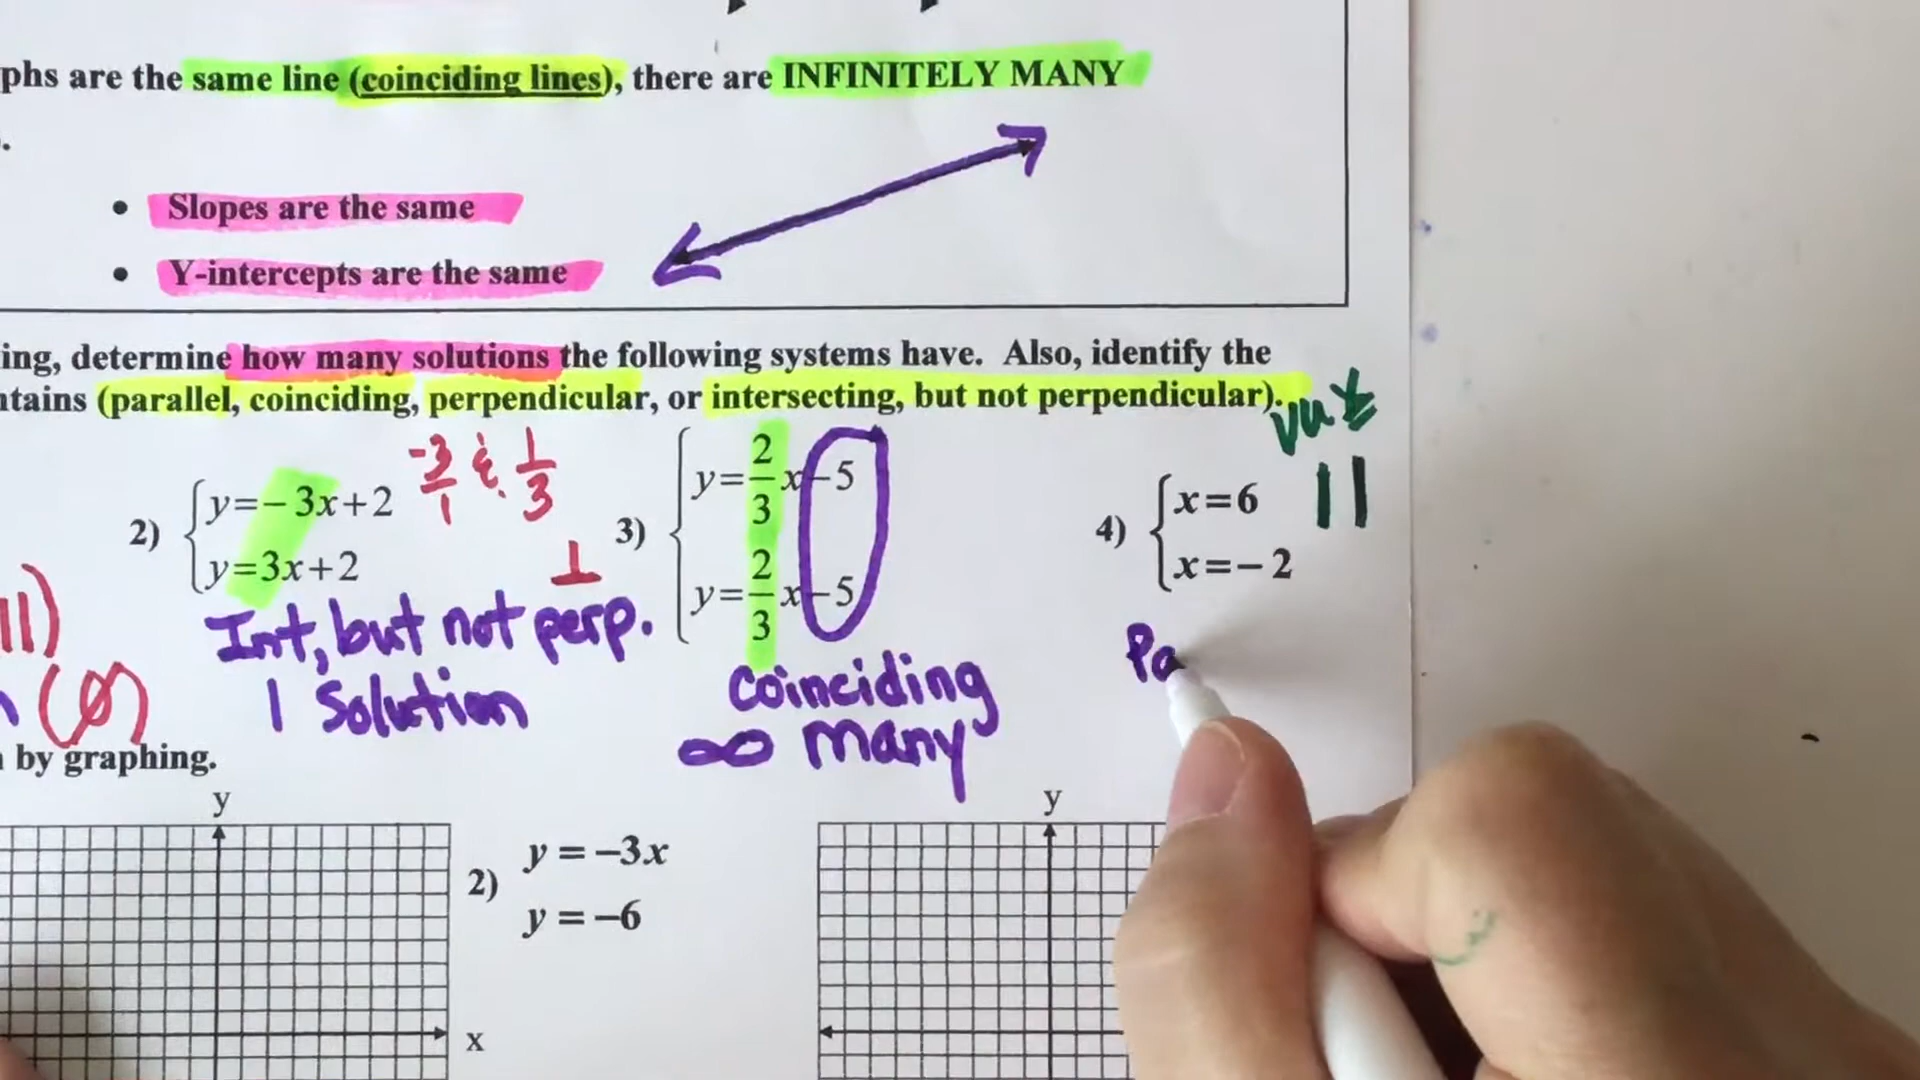 phs are the same line (coinciding lines), there are INFINITELY MANY
.
• Slopes are the same
• Y-intercepts are the same
ing, determine how many solutions the following systems have. Also, identify the
ntains (parallel, coinciding, perpendicular, or intersecting, but not perpendicular).
2) { y=-3x+2
y=3x+2
-3/1 & 1/3
⊥
Int, but not perp.
1 Solution
3) { y=2/3x-5
y=2/3x-5
Coinciding
∞ many
VUX
4) { x=6
x=-2
||
Pa
||)
(∅)
by graphing.
y
x
2) y=-3x
y=-6
y